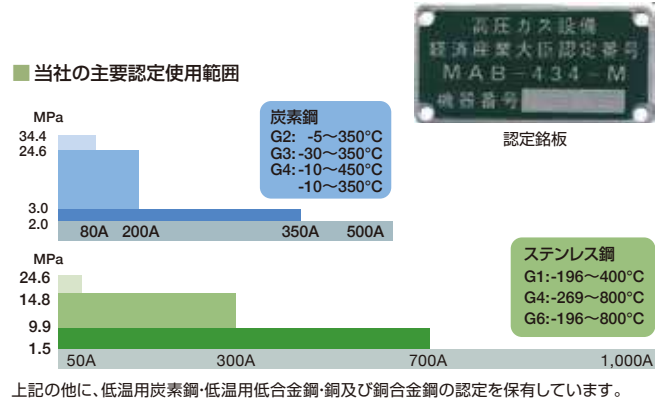 高圧ガス設備
経済産業大臣認定番号
MAB-434-M
機器番号
認定銘板
■当社の主要認定使用範囲
炭素鋼
G2: -5～350°C
G3:-30～350°C
G4:-10～450°C
-10～350°C
MPa
34.4
24.6
3.0
2.0
80A 200A 350A 500A
ステンレス鋼
G1:-196～400°C
G4:-269～800°C
G6:-196～800°C
MPa
24.6
14.8
9.9
1.5
50A 300A 700A 1,000A
上記の他に、低温用炭素鋼･低温用低合金鋼･銅及び銅合金鋼の認定を保有しています。